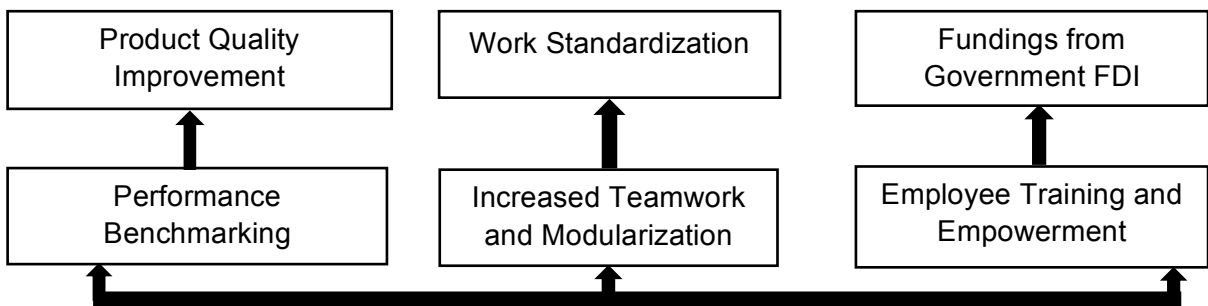 Product Quality
Improvement
Work Standardization
Fundings from
Government FDI
Performance
Benchmarking
Increased Teamwork
and Modularization
Employee Training and
Empowerment